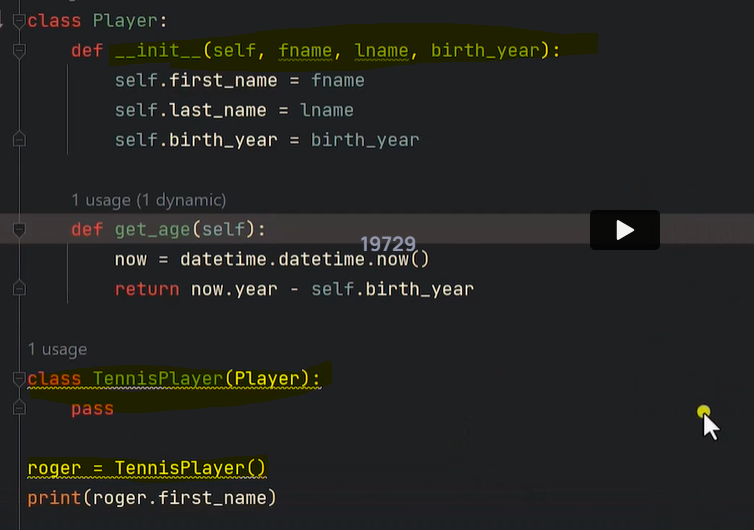 class Player:
def __init__(self, fname, lname, birth_year):
self.first_name = fname
self.last_name = lname
self.birth_year = birth_year
1 usage (1 dynamic)
def get_age(self):
19729
now = datetime.datetime.now()
return now.year - self.birth_year
1 usage
class TennisPlayer(Player):
pass
roger = TennisPlayer()
print(roger.first_name)